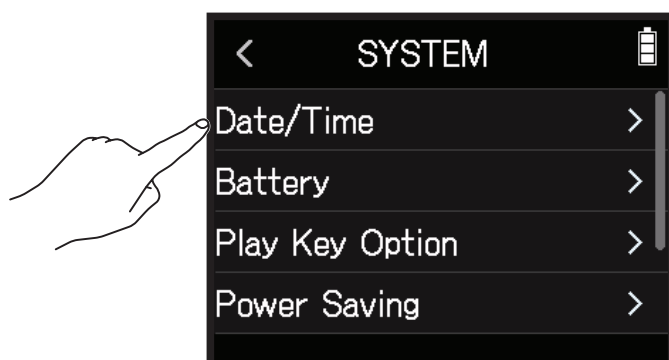 SYSTEM
Date/Time
Battery
Play Key Option
Power Saving